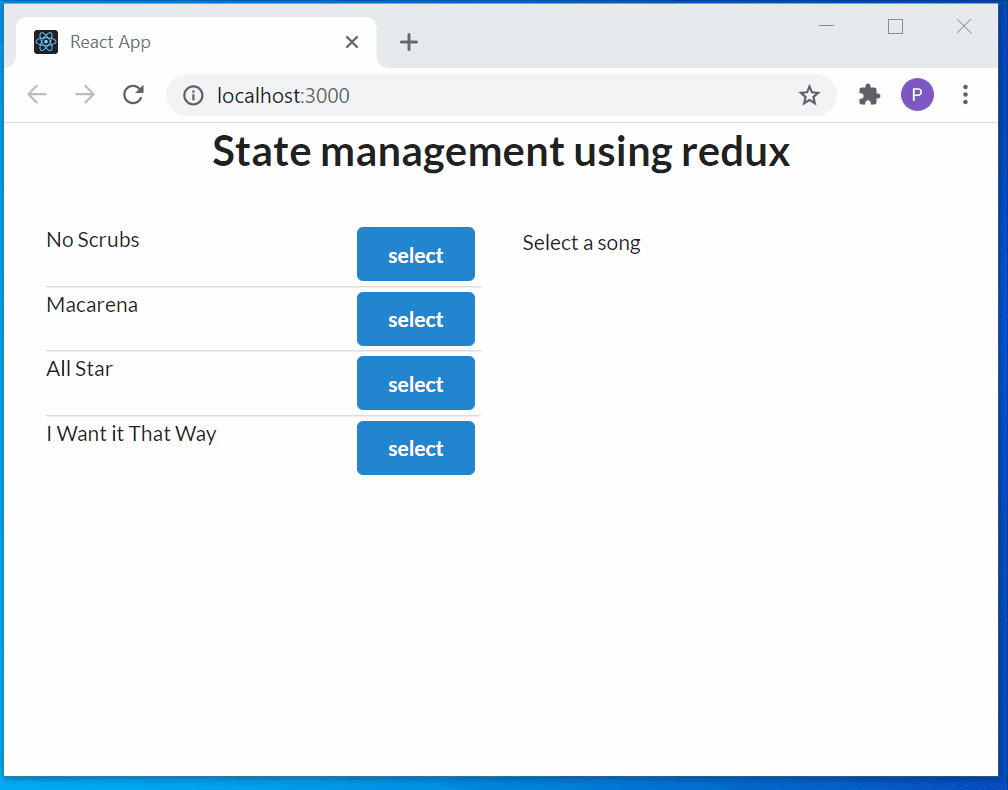 React App
localhost:3000
P
State management using redux
No Scrubs
select
Select a song
Macarena
select
All Star
select
I Want it That Way
select